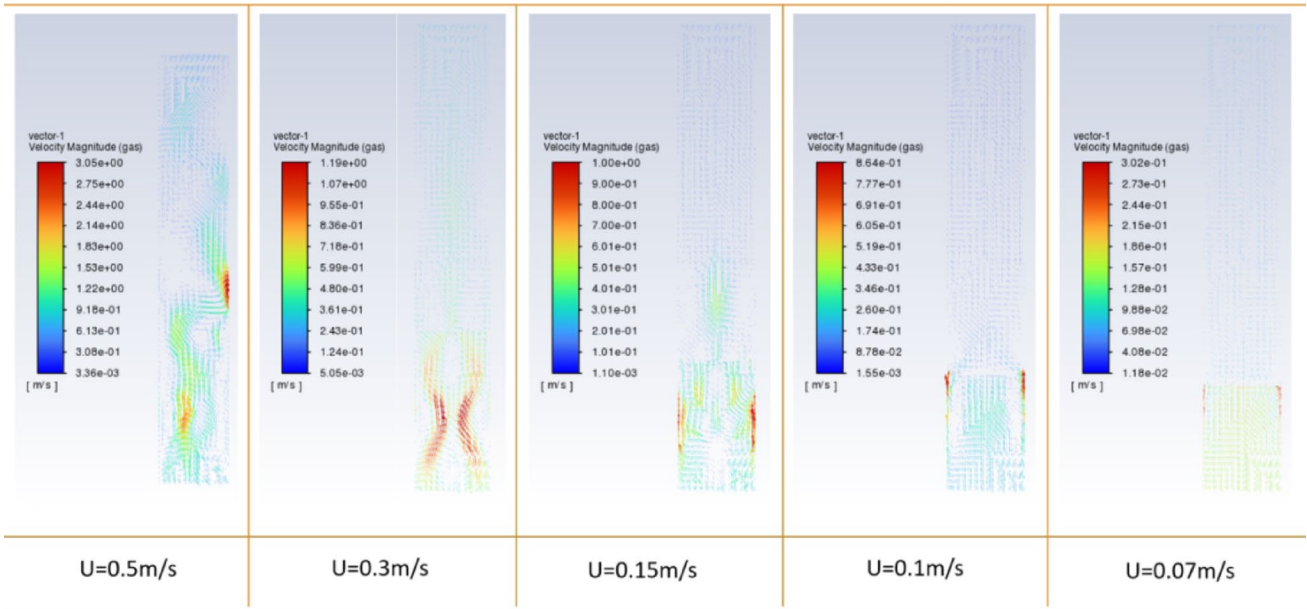 vector-1
Velocity Magnitude (gas)
3.05e+00
2.75e+00
2.44e+00
2.14e+00
1.83e+00
1.53e+00
1.22e+00
9.18e-01
6.13e-01
3.08e-01
3.36e-03
[ m/s ]
vector-1
Velocity Magnitude (gas)
1.19e+00
1.07e+00
9.55e-01
8.36e-01
7.18e-01
5.99e-01
4.80e-01
3.61e-01
2.43e-01
1.24e-01
5.05e-03
[ m/s ]
vector-1
Velocity Magnitude (gas)
1.00e+00
9.00e-01
8.00e-01
6.01e-01
7.01e-01
5.01e-01
4.01e-01
3.01e-01
2.01e-01
1.01e-01
1.10e-03
[ m/s ]
vector-1
Velocity Magnitude (gas)
8.64e-01
7.77e-01
6.91e-01
6.05e-01
5.19e-01
4.33e-01
3.46e-01
2.60e-01
1.74e-01
8.78e-02
1.55e-03
[ m/s ]
vector-1
Velocity Magnitude (gas)
3.02e-01
2.73e-01
2.44e-01
2.15e-01
1.86e-01
1.57e-01
1.28e-01
9.88e-02
6.98e-02
4.08e-02
1.18e-02
[ m/s ]
U=0.5m/s
U=0.3m/s
U=0.15m/s
U=0.1m/s
U=0.07m/s